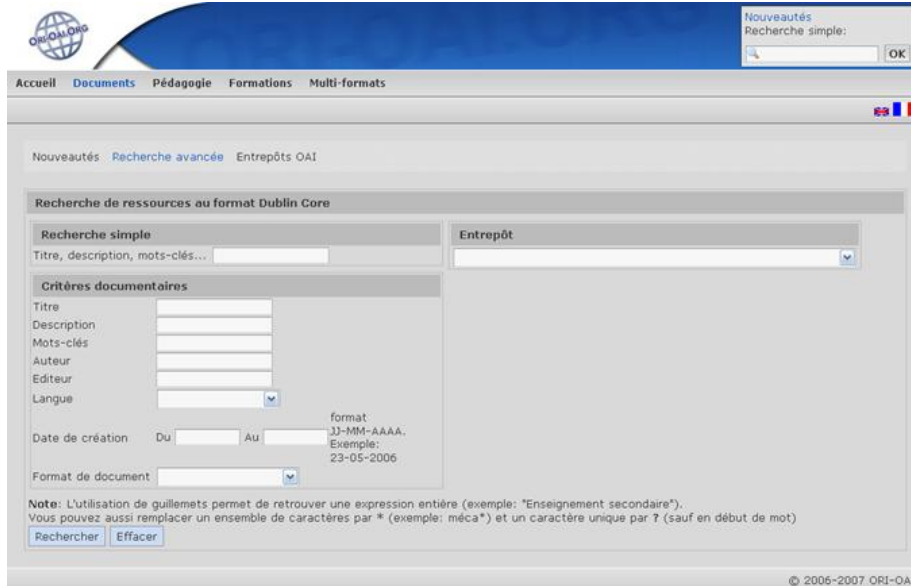 ORI-OAI.ORG
ORI-OAI.ORG
Nouveautés
Recherche simple:
OK
Accueil Documents Pédagogie Formations Multi-formats
Nouveautés Recherche avancée Entrepôts OAI
Recherche de ressources au format Dublin Core
Recherche simple
Titre, description, mots-clés...
Entrepôt
Critères documentaires
Titre
Description
Mots-clés
Auteur
Editeur
Langue
Date de création Du Au
format
JJ-MM-AAAA.
Exemple:
23-05-2006
Format de document
Note: L'utilisation de guillemets permet de retrouver une expression entière (exemple: "Enseignement secondaire").
Vous pouvez aussi remplacer un ensemble de caractères par * (exemple: méca*) et un caractère unique par ? (sauf en début de mot)
Rechercher Effacer
© 2006-2007 ORI-OA